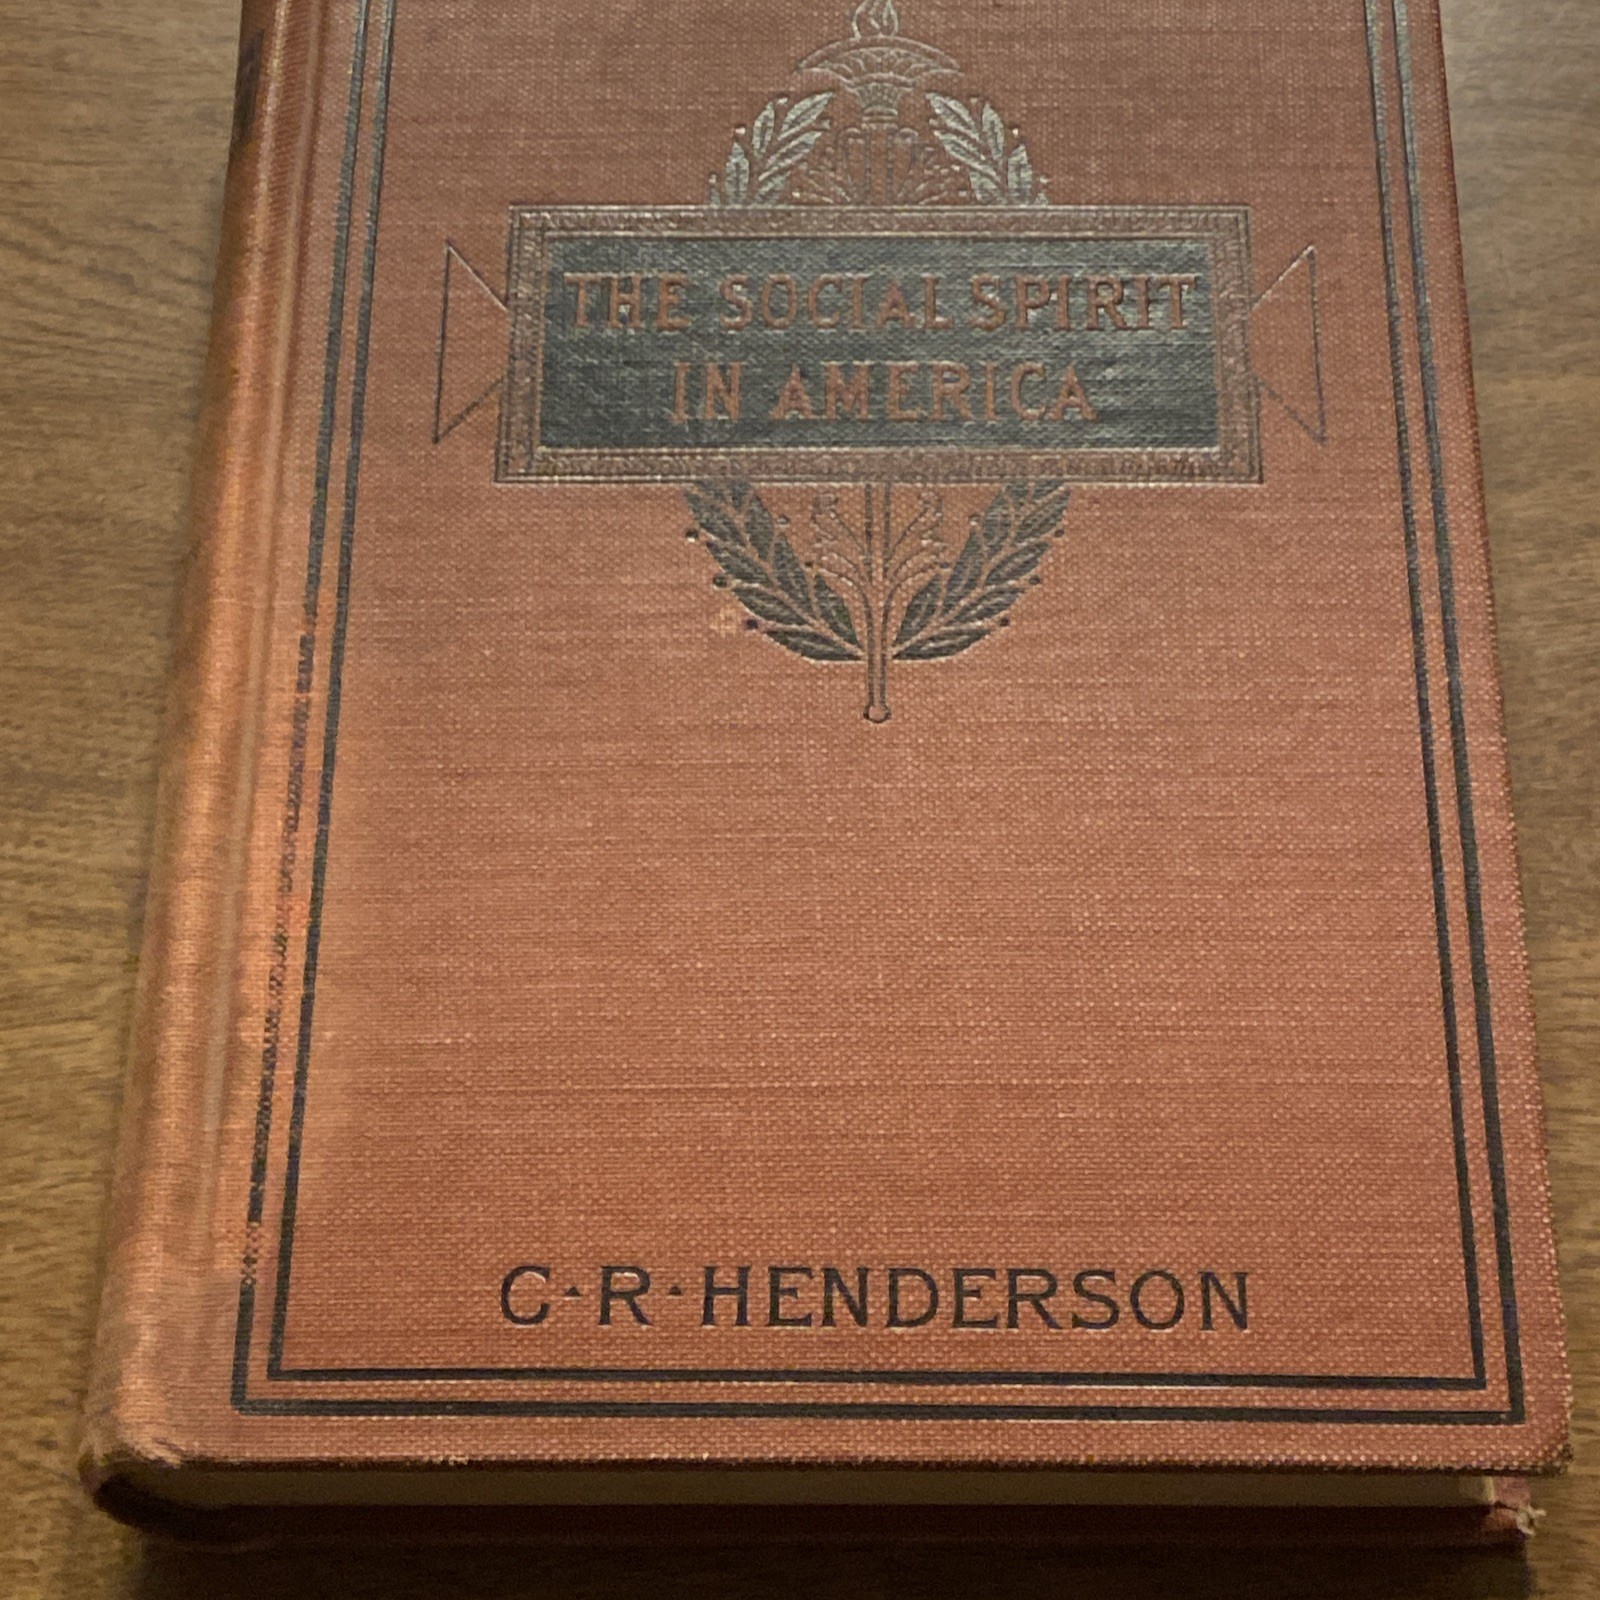 THE SOCIAL SPIRIT
IN AMERICA
C·R·HENDERSON